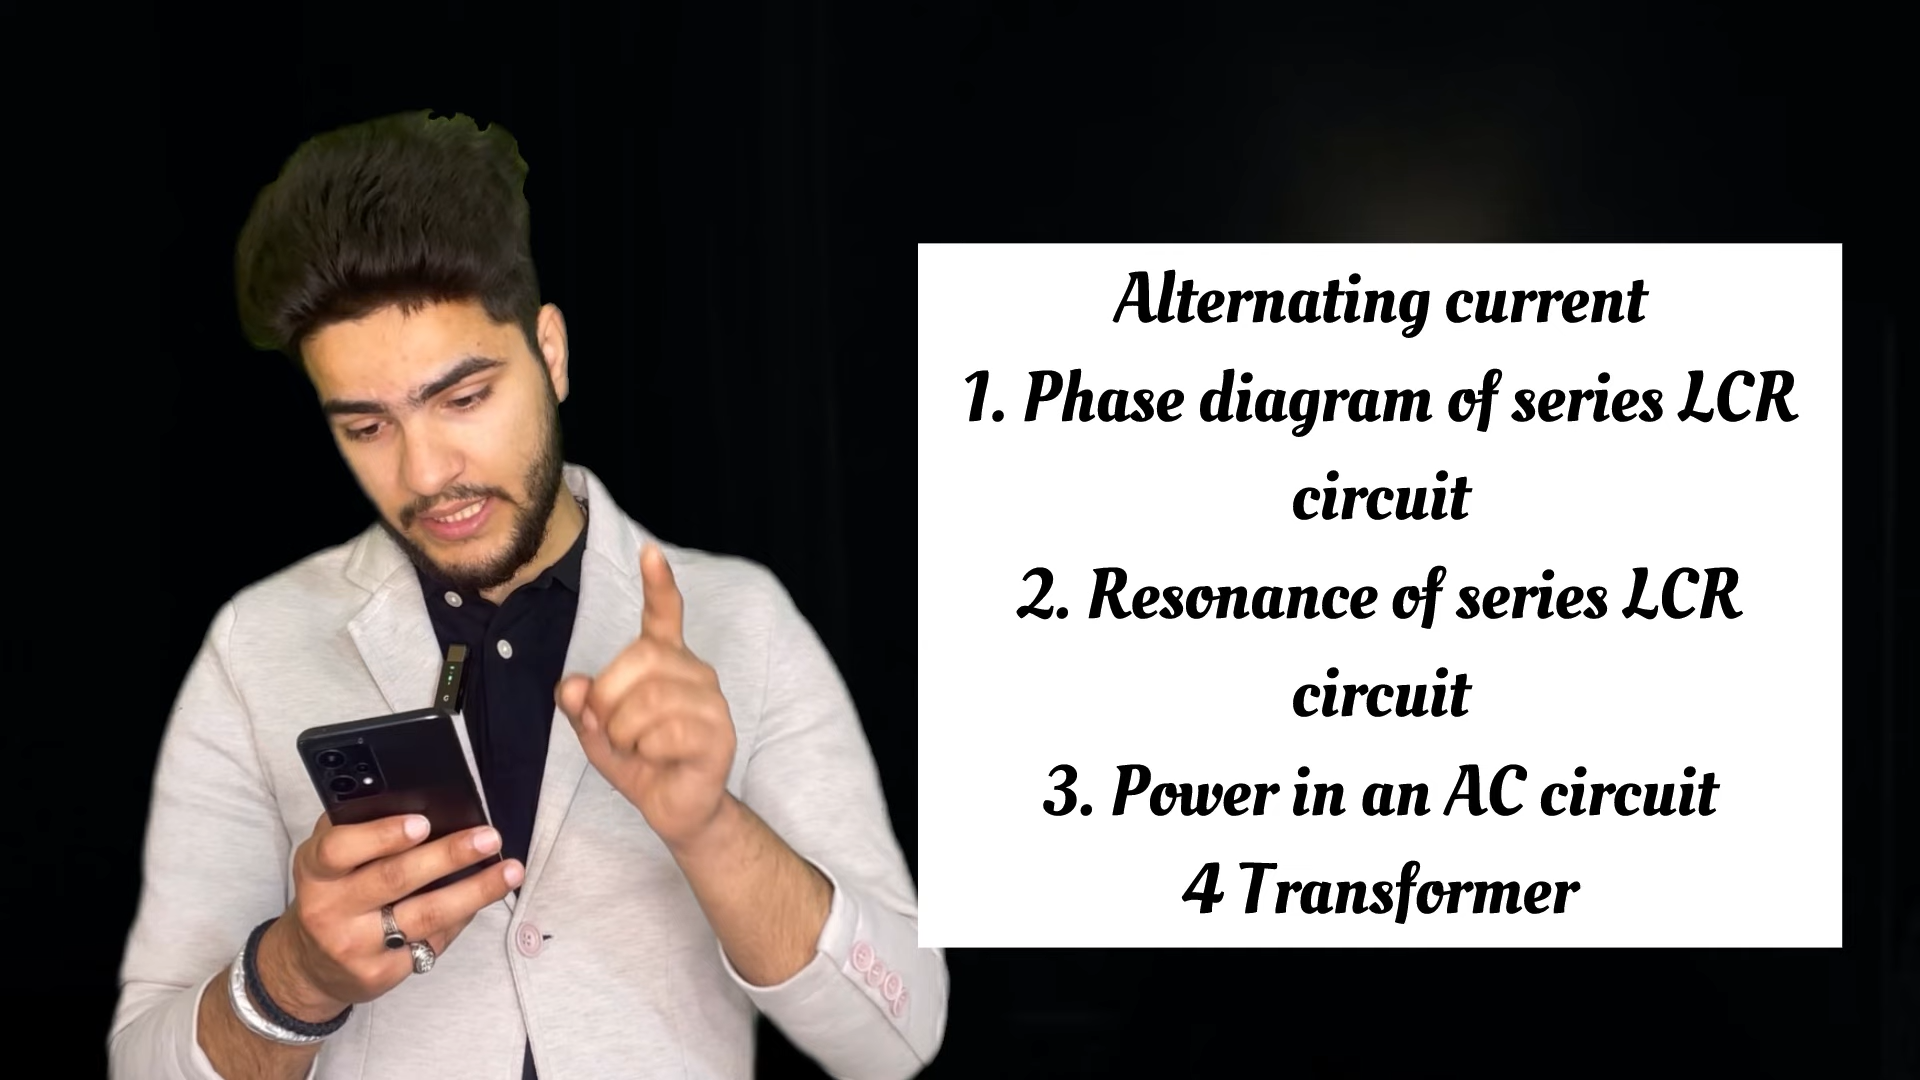 Alternating current
1. Phase diagram of series LCR
circuit
2. Resonance of series LCR
circuit
3. Power in an AC circuit
4 Transformer